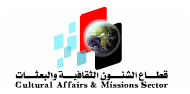 قطاع الشئون الثقافية والبعثات
Cultural Affairs & Missions Sector